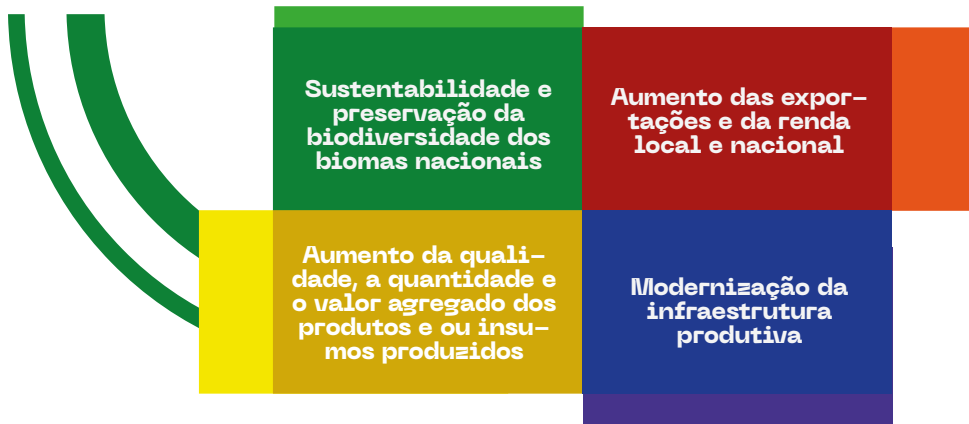 Sustentabilidade e
preservação da
biodiversidade dos
biomas nacionais
Aumento das expor-
tações e da renda
local e nacional
Aumento da quali-
dade, a quantidade e
o valor agregado dos
produtos e ou insu-
mos produzidos
Modernização da
infraestrutura
produtiva